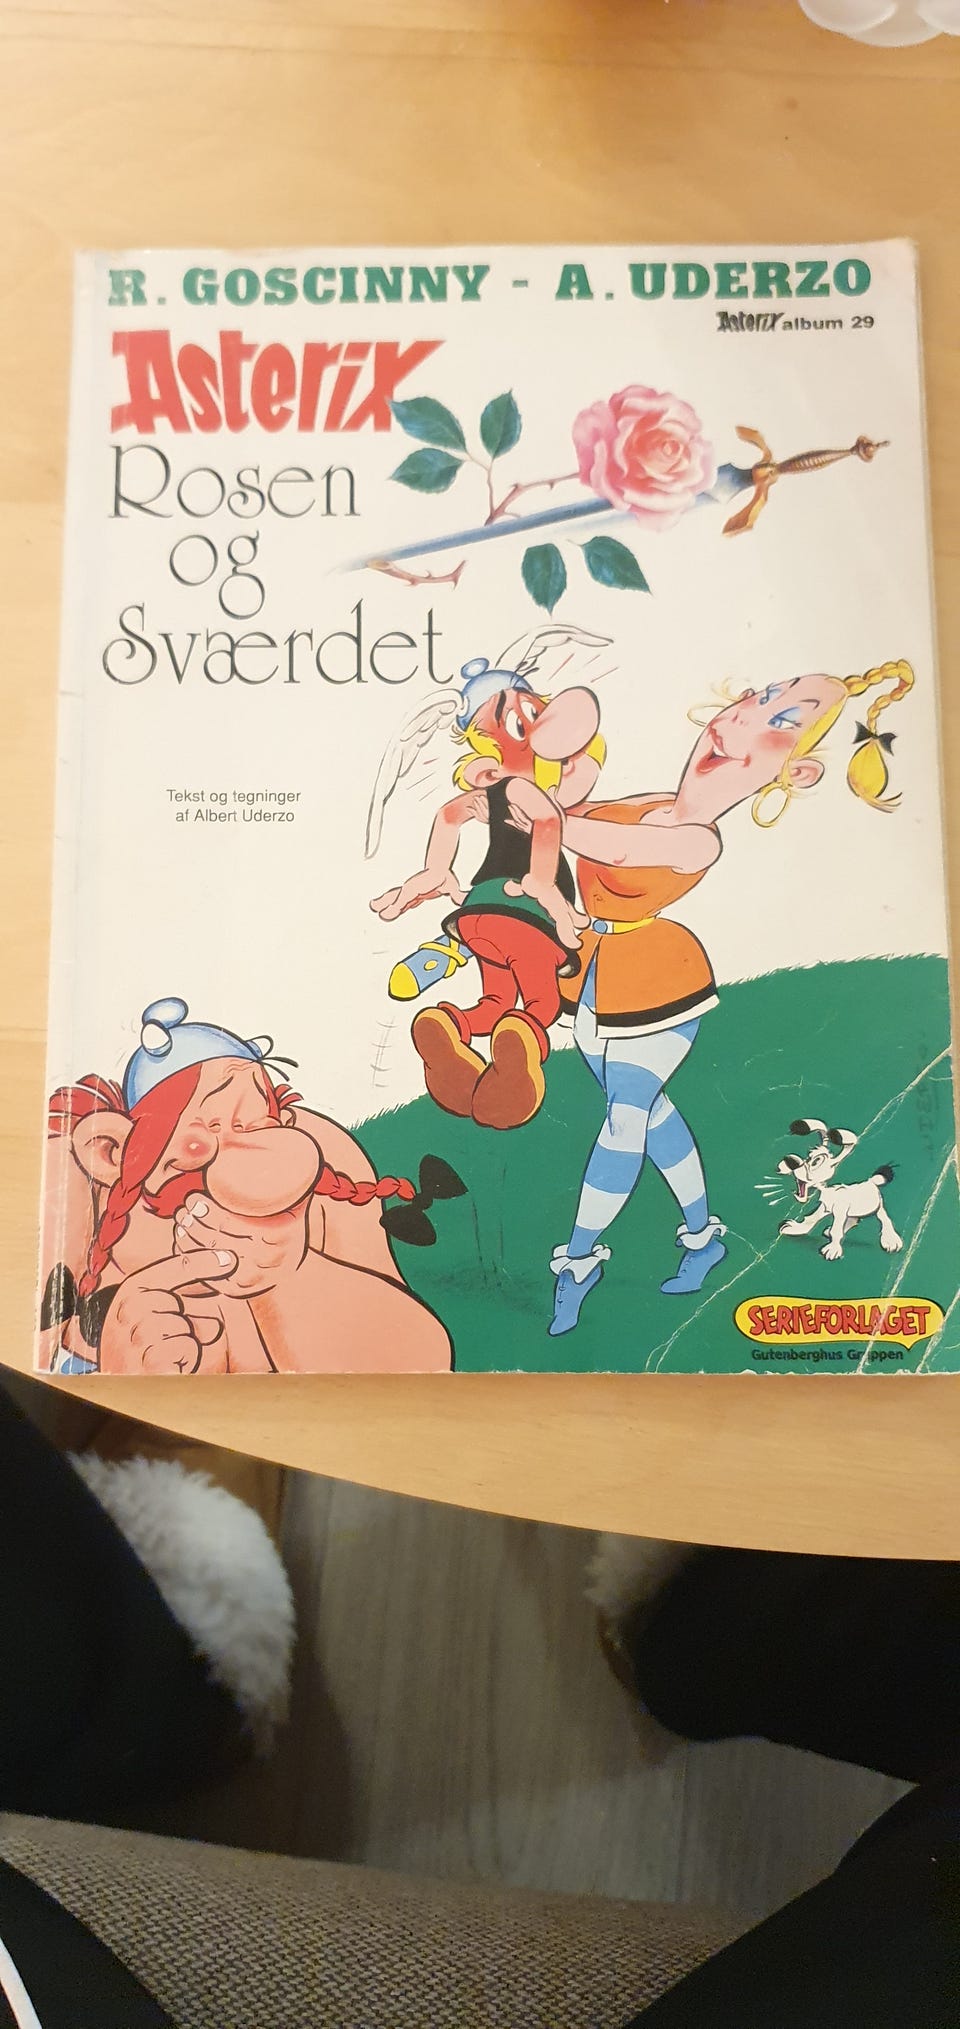 R. GOSCINNY - A. UDERZO
Asterix album 29
Asterix
Rosen
og
Sværdet
Tekst og tegninger
af Albert Uderzo
SERIEFORLAGET
Gutenberghus Gruppen